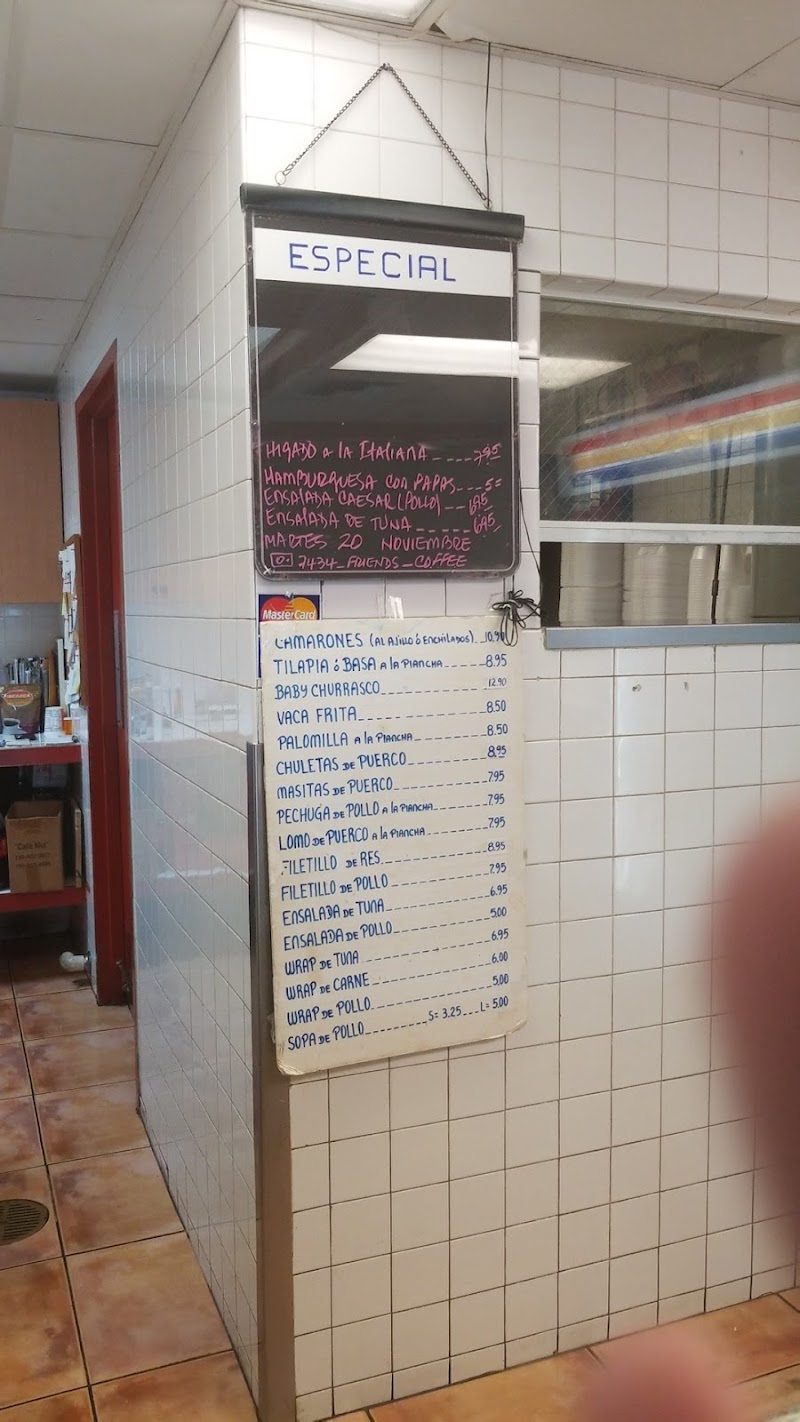 ESPECIAL
HIGADO A LA ITALIANA ---- 7.95
HAMBURGUESA CON PAPAS --- 5=
ENSALADA CAESAR (POLLO) -- 6.95
ENSALADA DE TUNA ------ 6.95
MARTES 20 NOVIEMBRE
7434_FRIENDS_COFFEE
MasterCard
CAMARONES (AL AJILLO ó ENCHILADOS) -- 10.90
TILAPIA ó BASA A LA PLANCHA ----- 8.95
BABY CHURRASCO ---------- 12.90
VACA FRITA ------------ 8.50
PALOMILLA A LA PLANCHA ------- 8.50
CHULETAS DE PUERCO -------- 8.95
MASITAS DE PUERCO --------- 7.95
PECHUGA DE POLLO A LA PLANCHA ----- 7.95
LOMO DE PUERCO A LA PLANCHA ------ 7.95
FILETILLO DE RES ---------- 8.95
FILETILLO DE POLLO --------- 7.95
ENSALADA DE TUNA --------- 6.95
ENSALADA DE POLLO --------- 5.00
WRAP DE TUNA ----------- 6.95
WRAP DE CARNE ---------- 6.00
WRAP DE POLLO ---------- 5.00
SOPA DE POLLO -------- S= 3.25 --- L= 5.00